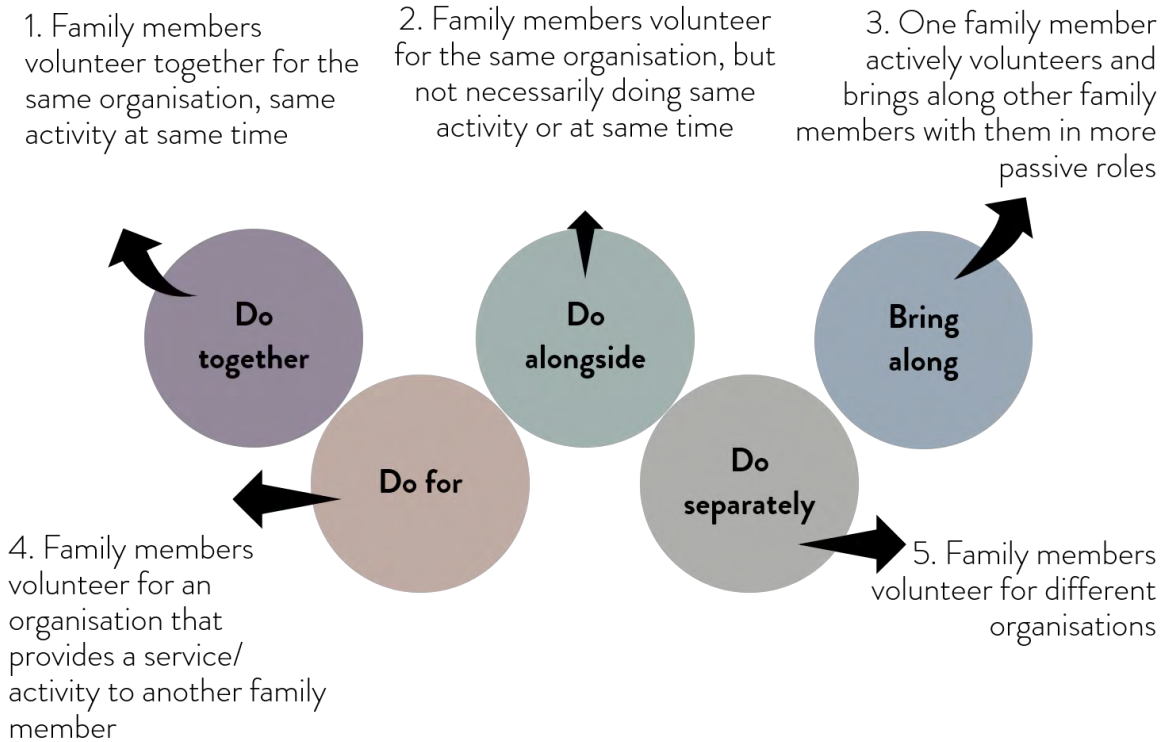 1. Family members
volunteer together for the
same organisation, same
activity at same time
2. Family members volunteer
for the same organisation, but
not necessarily doing same
activity or at same time
3. One family member
actively volunteers and
brings along other family
members with them in more
passive roles
Do
together
Do
alongside
Bring
along
Do for
Do
separately
4. Family members
volunteer for an
organisation that
provides a service/
activity to another family
member
5. Family members
volunteer for different
organisations